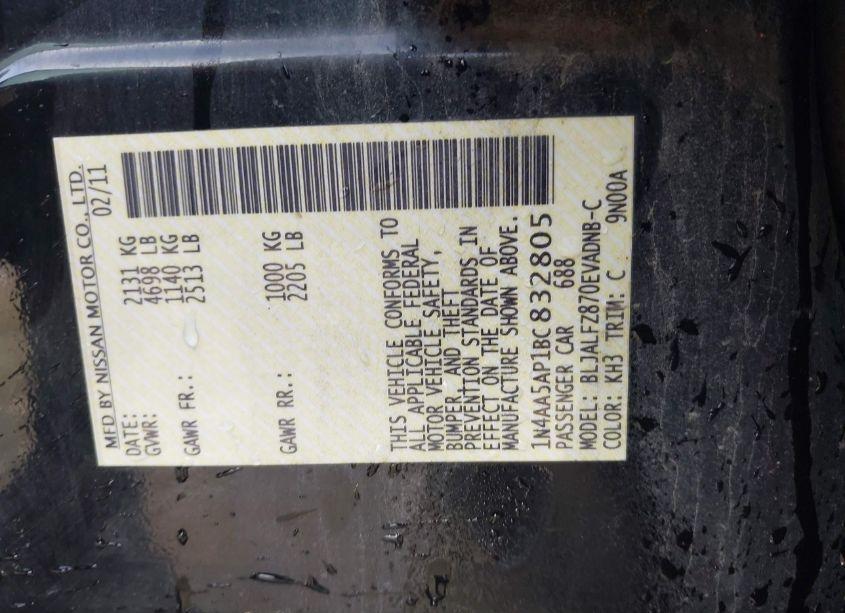 MFD BY NISSAN MOTOR CO., LTD.
DATE: 02/11
GVWR: 2131 KG
4698 LB
GAWR FR.: 1140 KG
2513 LB
GAWR RR.: 1000 KG
2205 LB
THIS VEHICLE CONFORMS TO
ALL APPLICABLE FEDERAL
MOTOR VEHICLE SAFETY,
BUMPER, AND THEFT
PREVENTION STANDARDS IN
EFFECT ON THE DATE OF
MANUFACTURE SHOWN ABOVE.
1N4AA5AP1BC832805
PASSENGER CAR 688
MODEL: BLJALFZ870EVADNB-C
COLOR: KH3 TRIM: C 9N00A